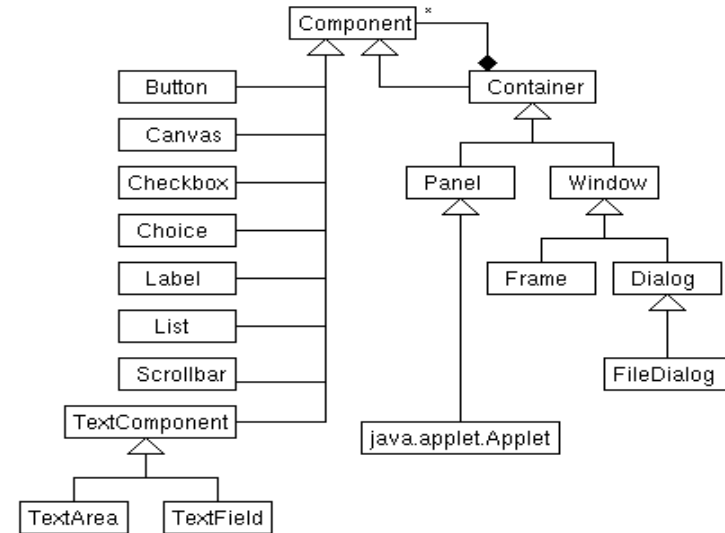 Component
*
Button
Container
Canvas
Checkbox
Panel
Window
Choice
Label
Frame
Dialog
List
Scrollbar
FileDialog
TextComponent
java.applet.Applet
TextArea
TextField